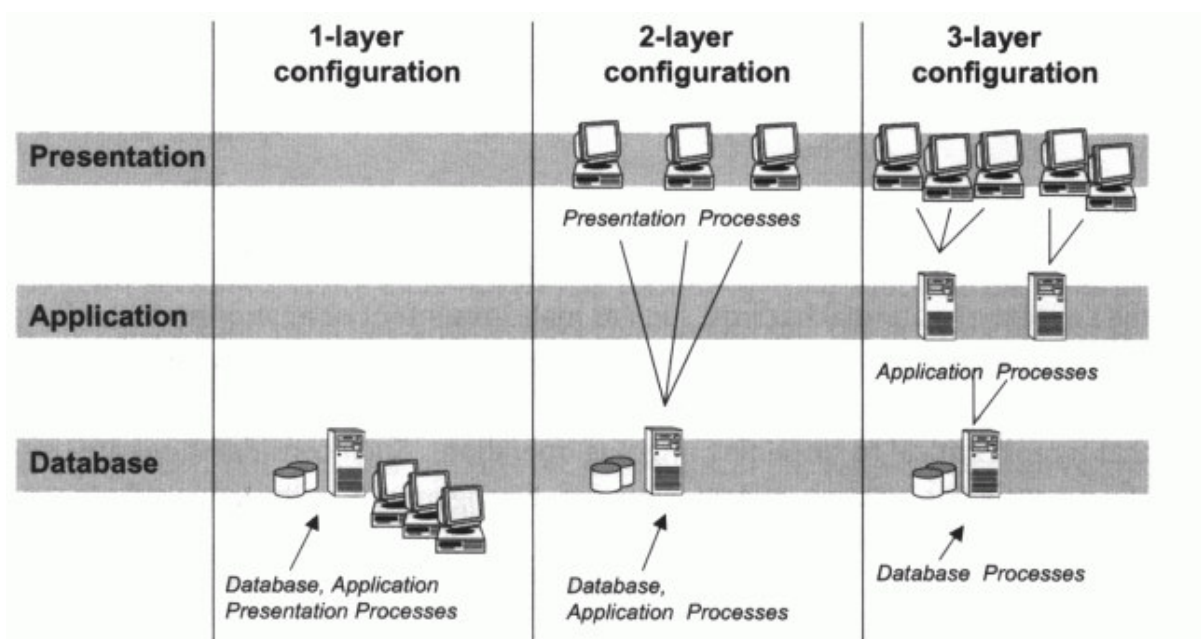 1-layer
configuration
2-layer
configuration
3-layer
configuration
Presentation
Presentation Processes
Application
Application Processes
Database
Database, Application
Presentation Processes
Database,
Application Processes
Database Processes